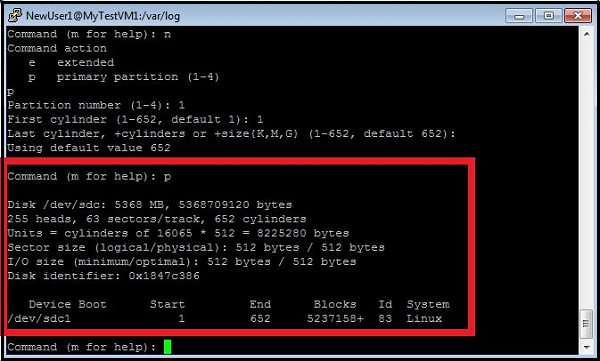 NewUser1@MyTestVM1:/var/log
Command (m for help): n
Command action
   e   extended
   p   primary partition (1-4)
p
Partition number (1-4): 1
First cylinder (1-652, default 1): 1
Last cylinder, +cylinders or +size{K,M,G} (1-652, default 652):
Using default value 652
Command (m for help): p
Disk /dev/sdc: 5368 MB, 5368709120 bytes
255 heads, 63 sectors/track, 652 cylinders
Units = cylinders of 16065 * 512 = 8225280 bytes
Sector size (logical/physical): 512 bytes / 512 bytes
I/O size (minimum/optimal): 512 bytes / 512 bytes
Disk identifier: 0x1847c386
   Device Boot      Start         End      Blocks   Id  System
/dev/sdc1               1         652     5237158+  83  Linux
Command (m for help):